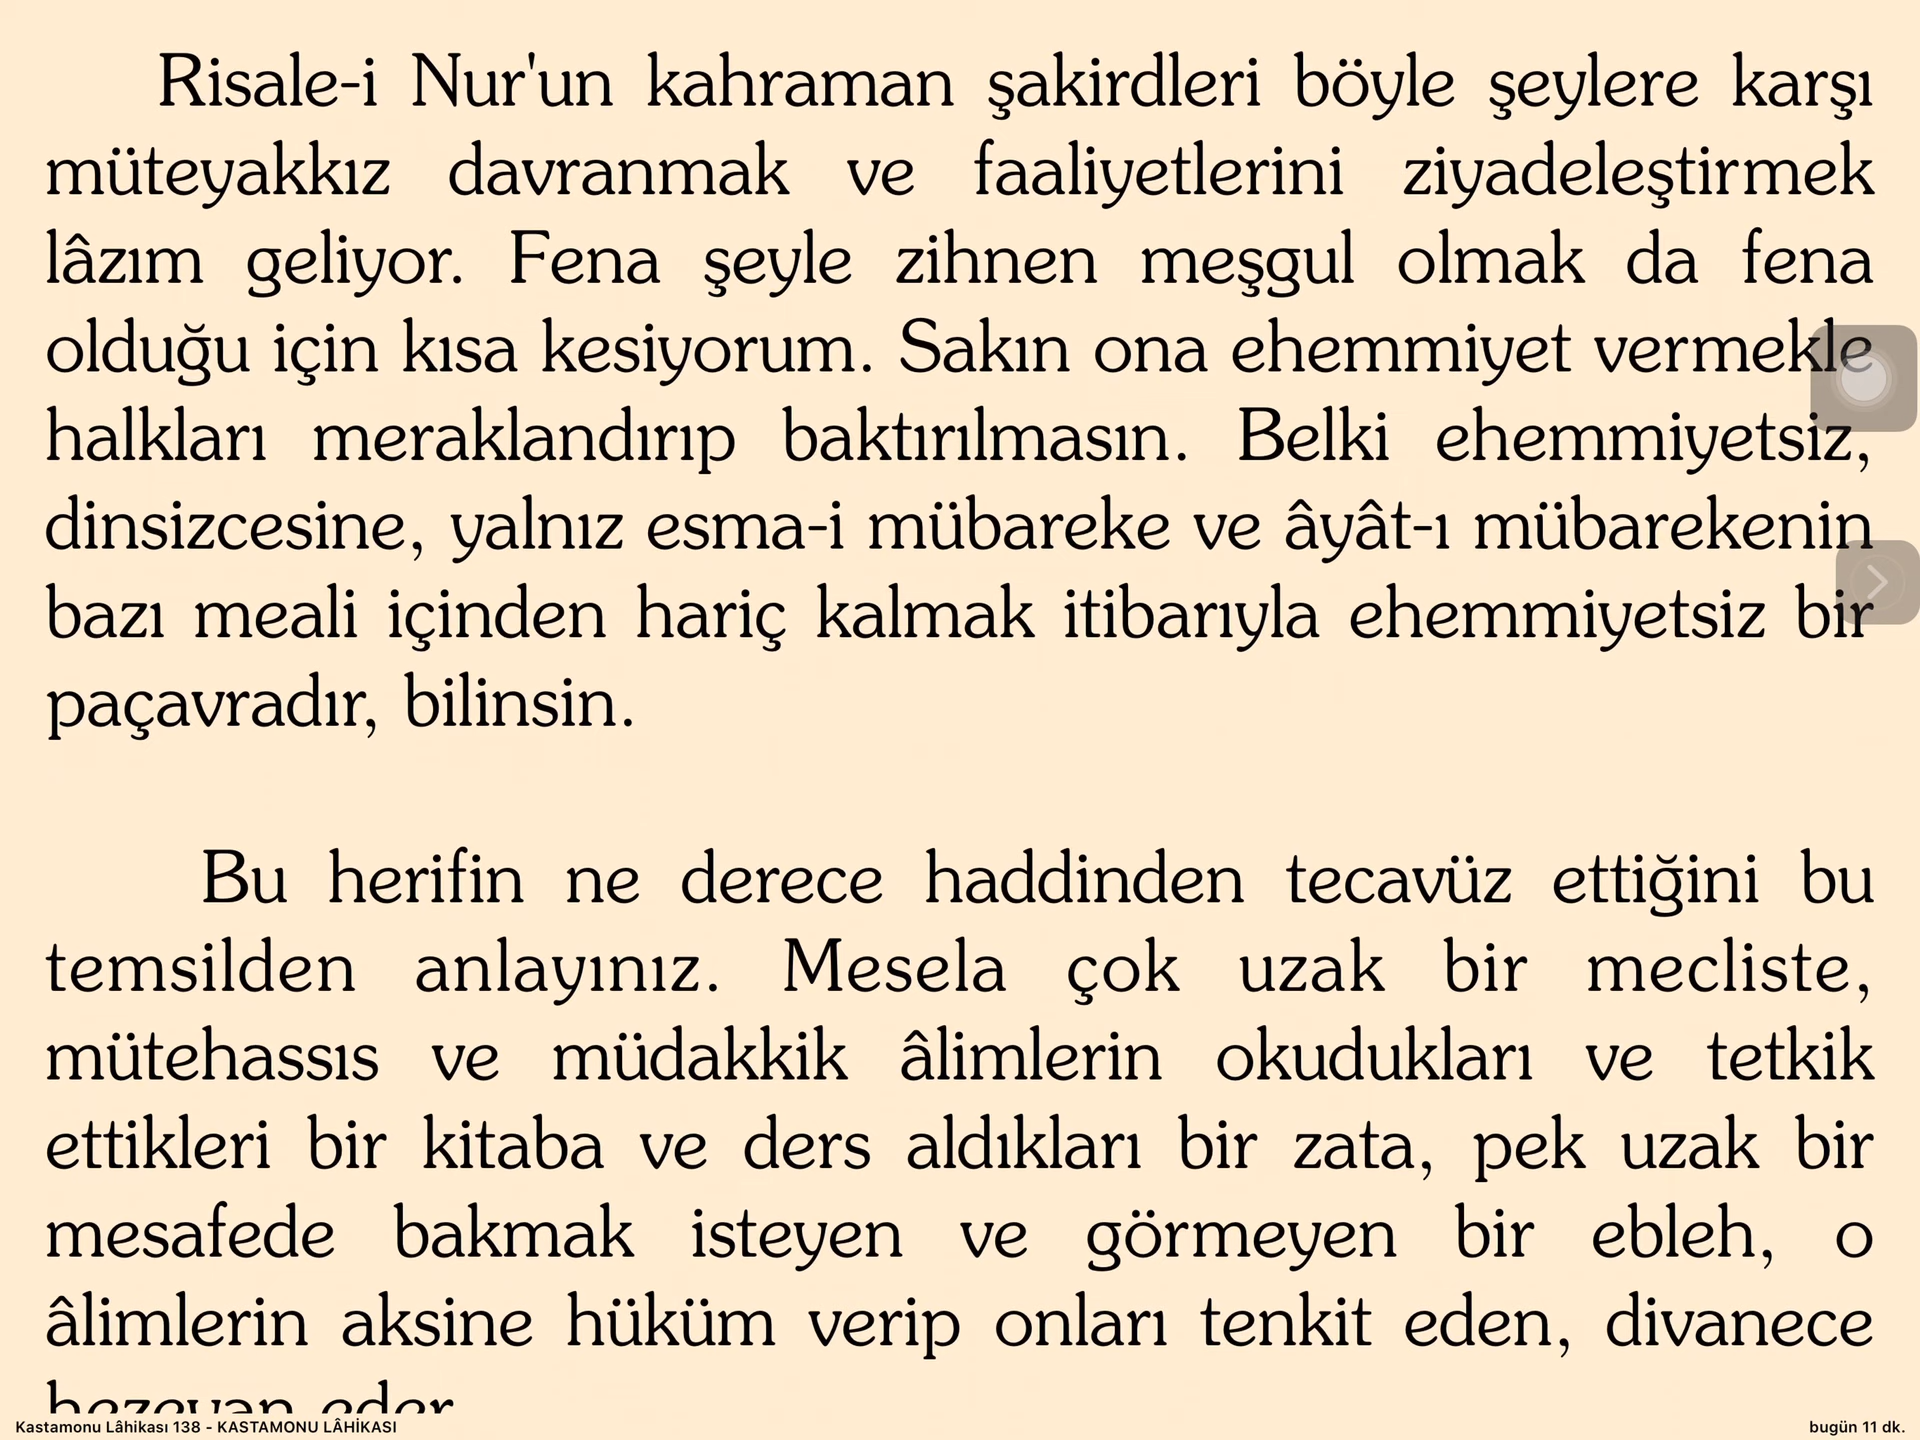 Risale-i Nur'un kahraman şakirdleri böyle şeylere karşı
müteyakkız davranmak ve faaliyetlerini ziyadeleştirmek
lâzım geliyor. Fena şeyle zihnen meşgul olmak da fena
olduğu için kısa kesiyorum. Sakın ona ehemmiyet vermekle
halkları meraklandırıp baktırılmasın. Belki ehemmiyetsiz,
dinsizcesine, yalnız esma-i mübareke ve âyât-ı mübarekenin
bazı meali içinden hariç kalmak itibarıyla ehemmiyetsiz bir
paçavradır, bilinsin.
Bu herifin ne derece haddinden tecavüz ettiğini bu
temsilden anlayınız. Mesela çok uzak bir mecliste,
mütehassıs ve müdakkik âlimlerin okudukları ve tetkik
ettikleri bir kitaba ve ders aldıkları bir zata, pek uzak bir
mesafede bakmak isteyen ve görmeyen bir ebleh, o
âlimlerin aksine hüküm verip onları tenkit eden, divanece
hezeyan eder
Kastamonu Lâhikası 138 - KASTAMONU LÂHİKASI
bugün 11 dk.